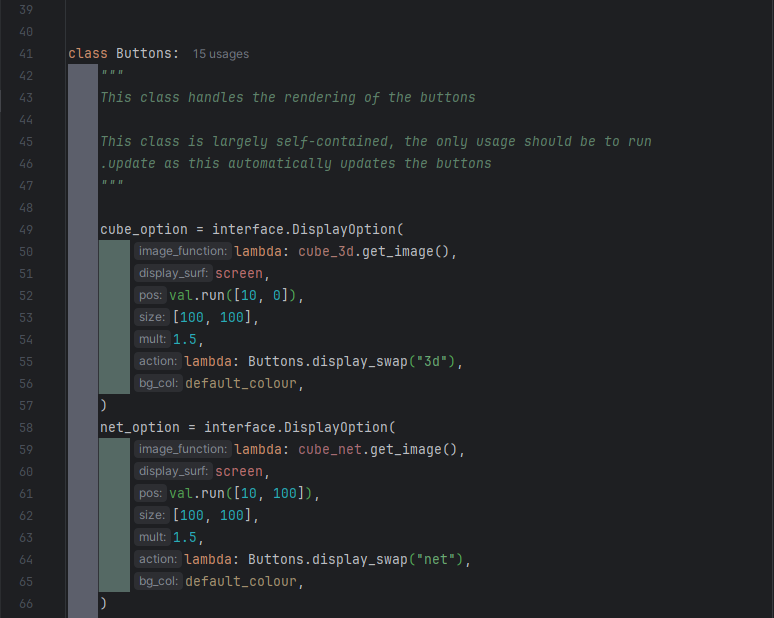 39
40
41 class Buttons: 15 usages
42 """
43 This class handles the rendering of the buttons
44
45 This class is largely self-contained, the only usage should be to run
46 .update as this automatically updates the buttons
47 """
48
49 cube_option = interface.DisplayOption(
50 image_function: lambda: cube_3d.get_image(),
51 display_surf: screen,
52 pos: val.run([10, 0]),
53 size: [100, 100],
54 mult: 1.5,
55 action: lambda: Buttons.display_swap("3d"),
56 bg_col: default_colour,
57 )
58 net_option = interface.DisplayOption(
59 image_function: lambda: cube_net.get_image(),
60 display_surf: screen,
61 pos: val.run([10, 100]),
62 size: [100, 100],
63 mult: 1.5,
64 action: lambda: Buttons.display_swap("net"),
65 bg_col: default_colour,
66 )